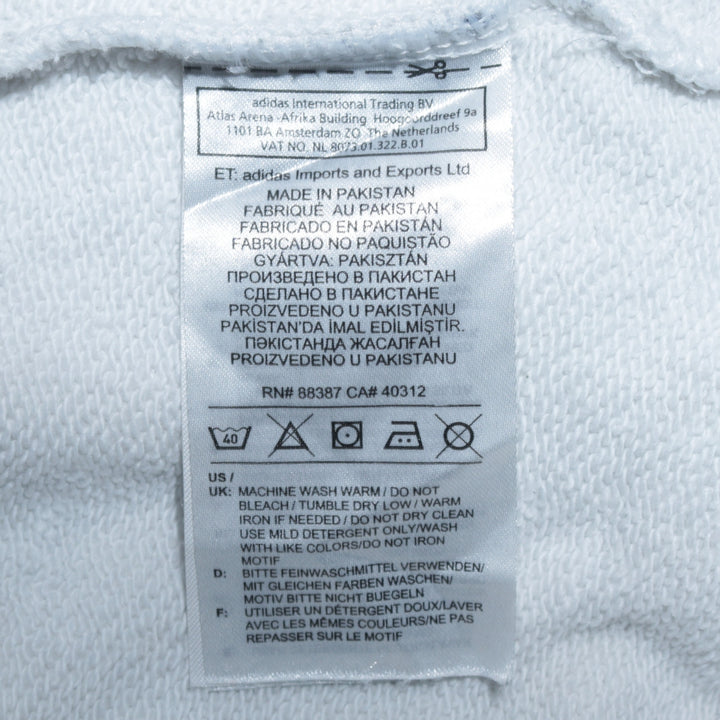 adidas International Trading BV
Atlas Arena -Afrika Building Hoogoorddreef 9a
1101 BA Amsterdam ZO The Netherlands
VAT NO. NL 8073.01.322.B.01
ET: adidas Imports and Exports Ltd
MADE IN PAKISTAN
FABRIQUÉ AU PAKISTAN
FABRICADO EN PAKISTÁN
FABRICADO NO PAQUISTÃO
GYÁRTVA: PAKISZTÁN
ПРОИЗВЕДЕНО В ПАКИСТАН
СДЕЛАНО В ПАКИСТАНЕ
PROIZVEDENO U PAKISTANU
PAKİSTAN'DA İMAL EDİLMİŞTİR.
ПӘКІСТАНДА ЖАСАЛҒАН
PROIZVEDENO U PAKISTANU
RN# 88387 CA# 40312
40
US /
UK: MACHINE WASH WARM / DO NOT
BLEACH / TUMBLE DRY LOW / WARM
IRON IF NEEDED / DO NOT DRY CLEAN
USE MILD DETERGENT ONLY/WASH
WITH LIKE COLORS/DO NOT IRON
MOTIF
D: BITTE FEINWASCHMITTEL VERWENDEN/
MIT GLEICHEN FARBEN WASCHEN/
MOTIV BITTE NICHT BUEGELN
F: UTILISER UN DÉTERGENT DOUX/LAVER
AVEC LES MÊMES COULEURS/NE PAS
REPASSER SUR LE MOTIF